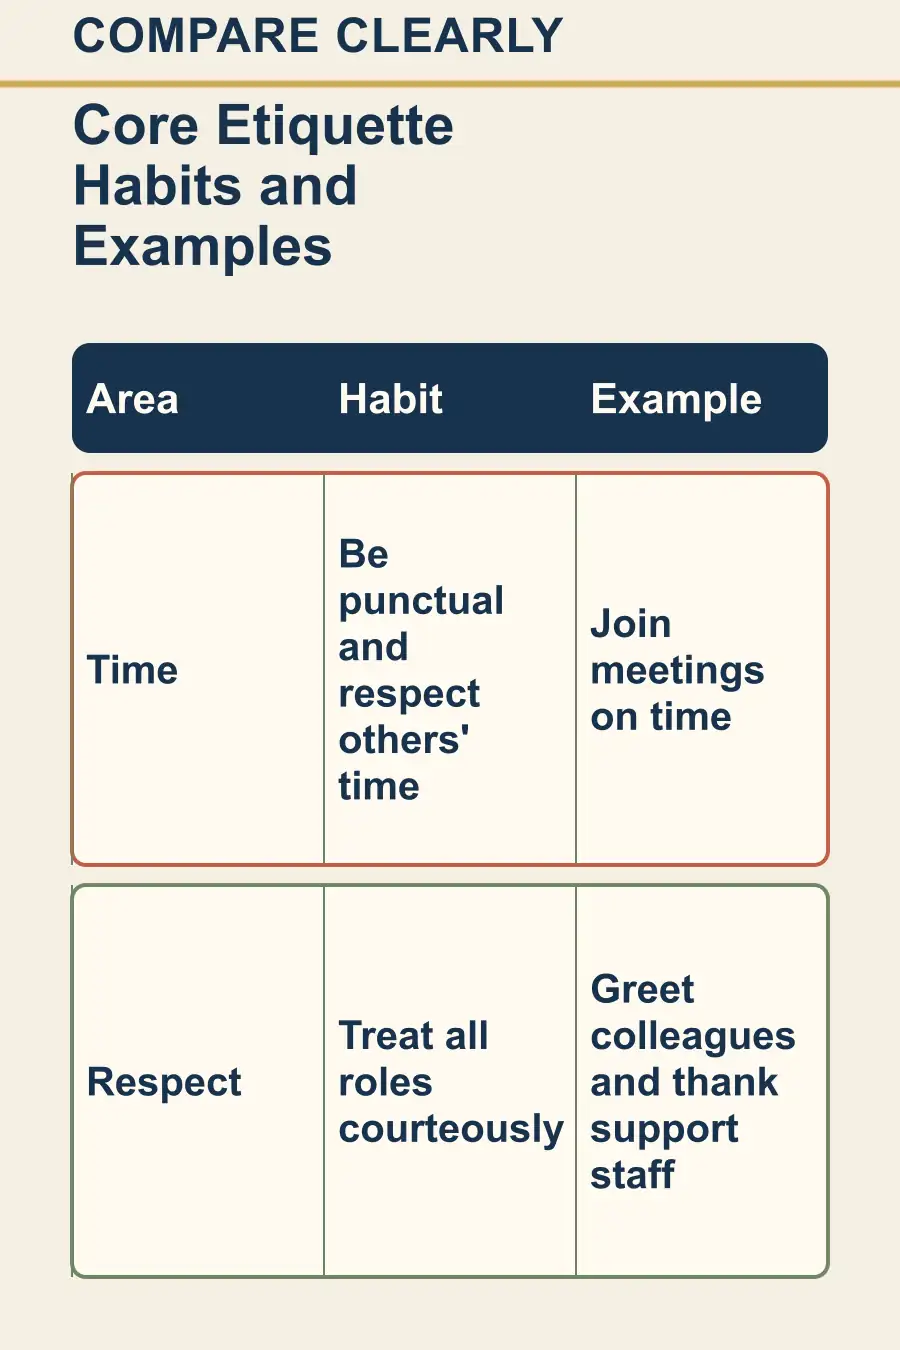 COMPARE CLEARLY
Core Etiquette
Habits and
Examples
Area
Habit
Example
Time
Be
punctual
and
respect
others'
time
Join
meetings
on time
Respect
Treat all
roles
courteously
Greet
colleagues
and thank
support
staff